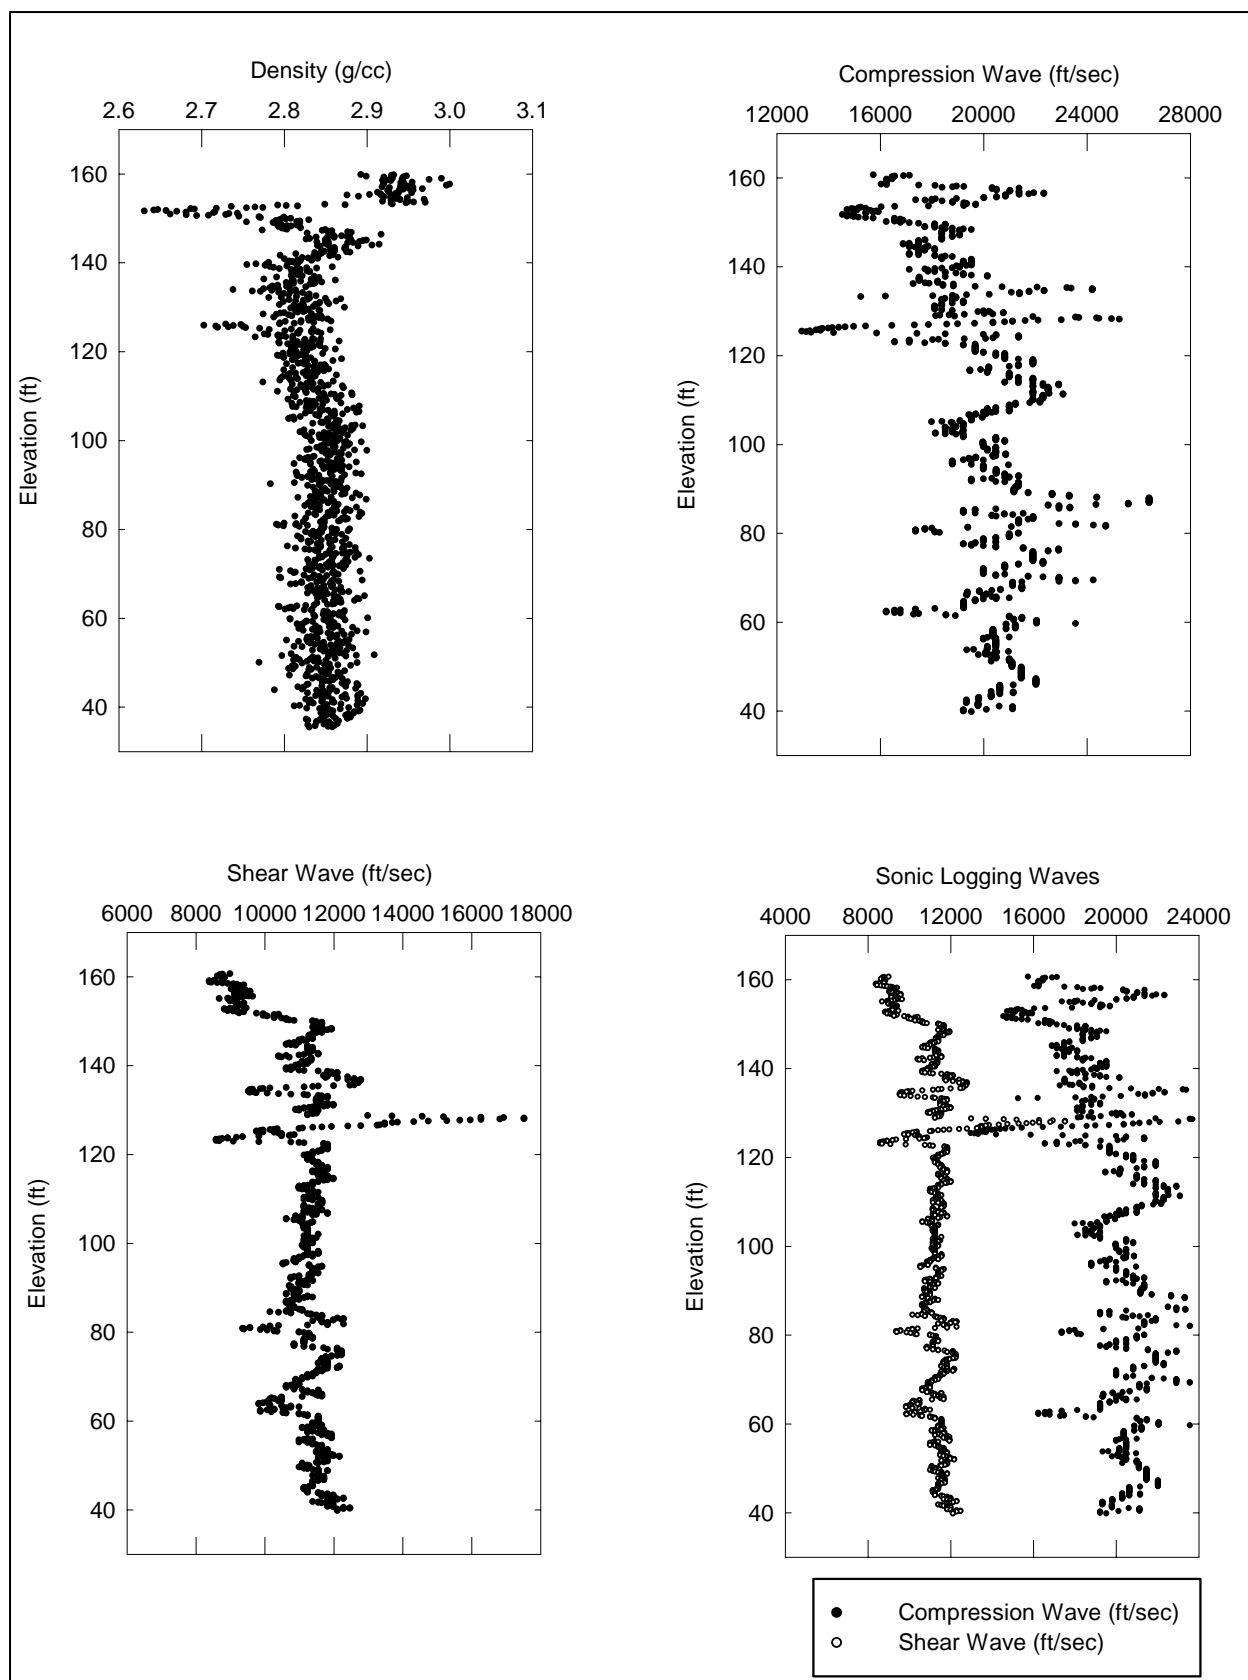 Density (g/cc)
2.6 2.7 2.8 2.9 3.0 3.1
Elevation (ft)
160
140
120
100
80
60
40
Compression Wave (ft/sec)
12000 16000 20000 24000 28000
Elevation (ft)
160
140
120
100
80
60
40
Shear Wave (ft/sec)
6000 8000 10000 12000 14000 16000 18000
Elevation (ft)
160
140
120
100
80
60
40
Sonic Logging Waves
4000 8000 12000 16000 20000 24000
Elevation (ft)
160
140
120
100
80
60
40
Compression Wave (ft/sec)
Shear Wave (ft/sec)